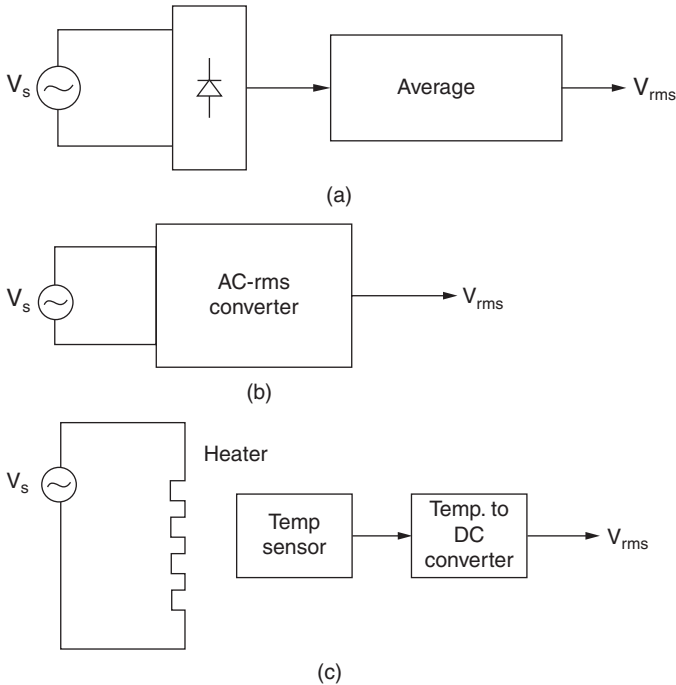 V_s
Average
V_rms
(a)
V_s
AC-rms
converter
V_rms
(b)
Heater
V_s
Temp
sensor
Temp. to
DC
converter
V_rms
(c)